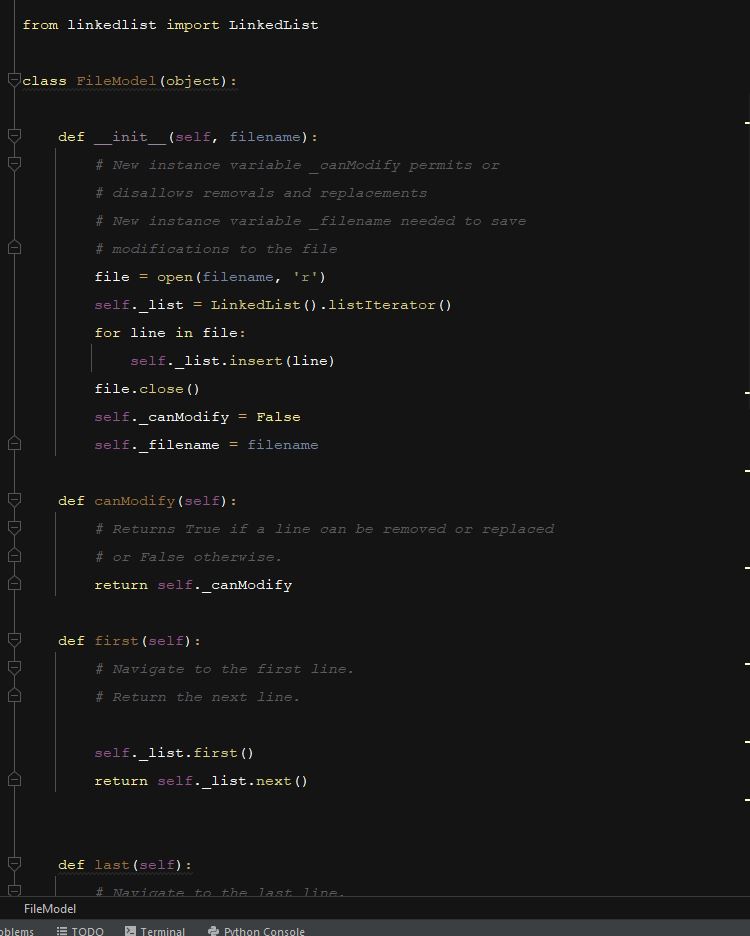 from linkedlist import LinkedList
class FileModel(object):
def __init__(self, filename):
# New instance variable _canModify permits or
# disallows removals and replacements
# New instance variable _filename needed to save
# modifications to the file
file = open(filename, 'r')
self._list = LinkedList().listIterator()
for line in file:
self._list.insert(line)
file.close()
self._canModify = False
self._filename = filename
def canModify(self):
# Returns True if a line can be removed or replaced
# or False otherwise.
return self._canModify
def first(self):
# Navigate to the first line.
# Return the next line.
self._list.first()
return self._list.next()
def last(self):
# Navigate to the last line.
FileModel
oblems TODO Terminal Python Console